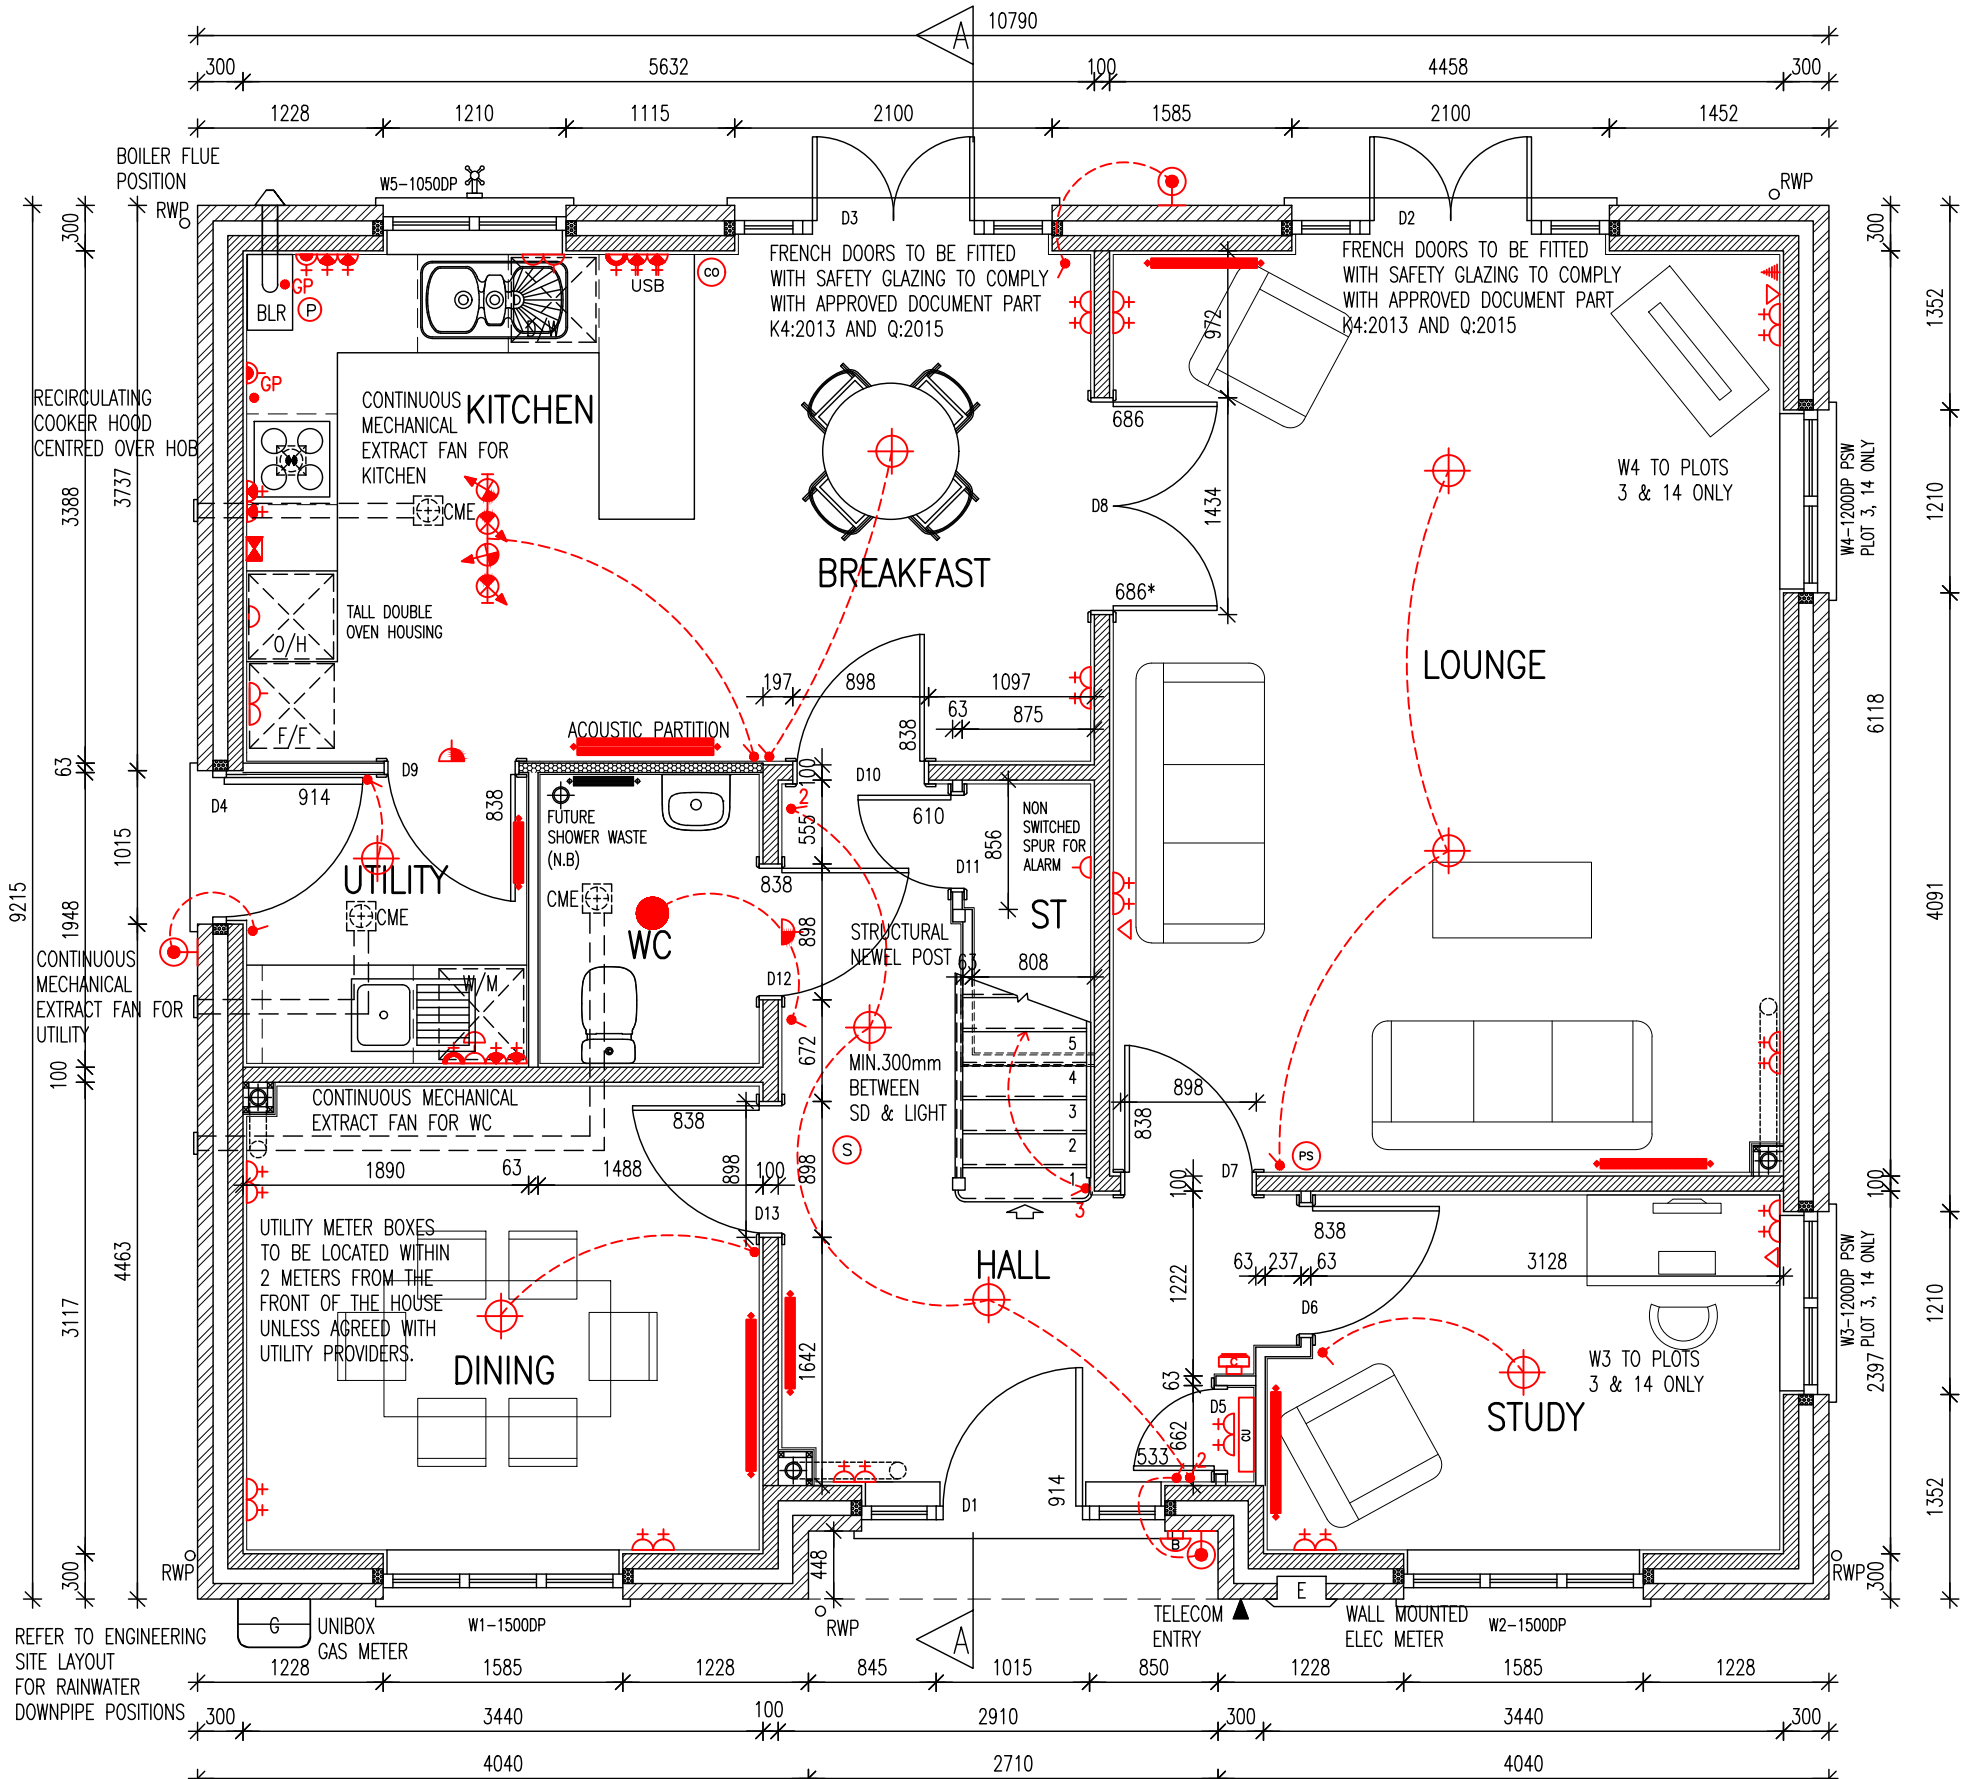 10790
A
300
5632
100
4458
300
1228
1210
1115
2100
1585
2100
1452
BOILER FLUE
POSITION
RWP
W5-1050DP
D3
D2
RWP
FRENCH DOORS TO BE FITTED
WITH SAFETY GLAZING TO COMPLY
WITH APPROVED DOCUMENT PART
K4:2013 AND Q:2015
FRENCH DOORS TO BE FITTED
WITH SAFETY GLAZING TO COMPLY
WITH APPROVED DOCUMENT PART
K4:2013 AND Q:2015
300
300
BLR
GP
P
D/W
USB
CO
972
1352
RECIRCULATING
COOKER HOOD
CENTRED OVER HOB
GP
CONTINUOUS
MECHANICAL
EXTRACT FAN FOR
KITCHEN
KITCHEN
686
W4 TO PLOTS
3 & 14 ONLY
W4-1200DP PSW
PLOT 3, 14 ONLY
1210
3388
3737
CME
D8
1434
BREAKFAST
686*
TALL DOUBLE
OVEN HOUSING
O/H
F/F
LOUNGE
197
898
1097
63
875
838
6118
ACOUSTIC PARTITION
63
D9
D4
914
838
100
D10
2
555
610
856
NON
SWITCHED
SPUR FOR
ALARM
FUTURE
SHOWER WASTE
(N.B)
1015
9215
UTILITY
CME
CME
838
D11
ST
WC
898
STRUCTURAL
NEWEL POST
63
808
4091
1948
CONTINUOUS
MECHANICAL
EXTRACT FAN FOR
UTILITY
W/M
D12
672
MIN.300mm
BETWEEN
SD & LIGHT
S
5
4
3
2
1
3
100
CONTINUOUS MECHANICAL
EXTRACT FAN FOR WC
838
898
838
PS
D7
1890
63
1488
898
100
898
100
100
D13
UTILITY METER BOXES
TO BE LOCATED WITHIN
2 METERS FROM THE
FRONT OF THE HOUSE
UNLESS AGREED WITH
UTILITY PROVIDERS.
4463
3117
DINING
HALL
1222
63
237
63
838
3128
D6
W3-1200DP PSW
PLOT 3, 14 ONLY
1210
2397
1642
C
63
D5
CU
662
533
2
W3 TO PLOTS
3 & 14 ONLY
STUDY
914
D1
1352
B
448
300
300
RWP
RWP
RWP
G
UNIBOX
GAS METER
W1-1500DP
A
TELECOM
ENTRY
E
WALL MOUNTED
ELEC METER
W2-1500DP
REFER TO ENGINEERING
SITE LAYOUT
FOR RAINWATER
DOWNPIPE POSITIONS
1228
1585
1228
845
1015
850
1228
1585
1228
300
3440
100
2910
300
3440
300
4040
2710
4040